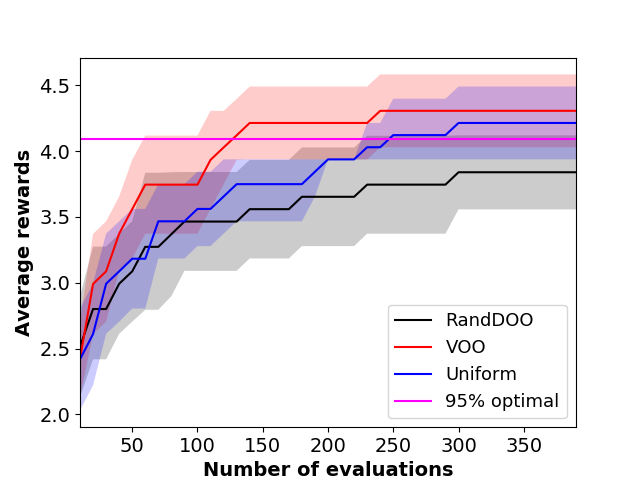 4.5
4.0
3.5
3.0
2.5
2.0
Average rewards
RandDOO
VOO
Uniform
95% optimal
50 100 150 200 250 300 350
Number of evaluations